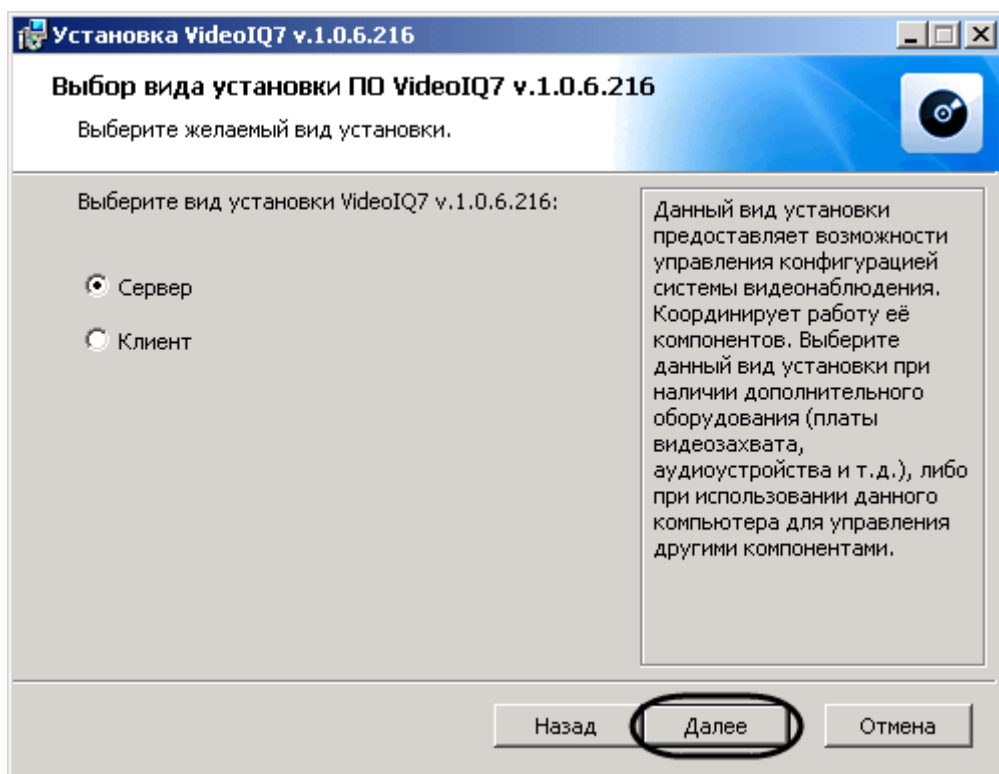 Установка VideoIQ7 v.1.0.6.216
Выбор вида установки ПО VideoIQ7 v.1.0.6.216
Выберите желаемый вид установки.
Выберите вид установки VideoIQ7 v.1.0.6.216:
Сервер
Клиент
Данный вид установки
предоставляет возможности
управления конфигурацией
системы видеонаблюдения.
Координирует работу её
компонентов. Выберите
данный вид установки при
наличии дополнительного
оборудования (платы
видеозахвата,
аудиоустройства и т.д.), либо
при использовании данного
компьютера для управления
другими компонентами.
Назад
Далее
Отмена